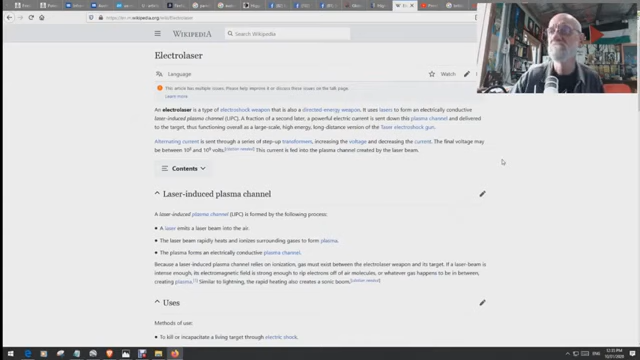 https://en.m.wikipedia.org/wiki/Electrolaser
WIKIPEDIA
Search Wikipedia
Electrolaser
Language
Watch
This article has multiple issues. Please help improve it or discuss these issues on the talk page.
Learn more
An electrolaser is a type of electroshock weapon that is also a directed-energy weapon. It uses lasers to form an electrically conductive
laser-induced plasma channel (LIPC). A fraction of a second later, a powerful electric current is sent down this plasma channel and delivered
to the target, thus functioning overall as a large-scale, high energy, long-distance version of the Taser electroshock gun.
Alternating current is sent through a series of step-up transformers, increasing the voltage and decreasing the current. The final voltage may
be between 10⁸ and 10⁹ volts.[citation needed] This current is fed into the plasma channel created by the laser beam.
Contents
Laser-induced plasma channel
A laser-induced plasma channel (LIPC) is formed by the following process:
• A laser emits a laser beam into the air.
• The laser beam rapidly heats and ionizes surrounding gases to form plasma.
• The plasma forms an electrically conductive plasma channel.
Because a laser-induced plasma channel relies on ionization, gas must exist between the electrolaser weapon and its target. If a laser-beam is
intense enough, its electromagnetic field is strong enough to rip electrons off of air molecules, or whatever gas happens to be in between,
creating plasma.[1] Similar to lightning, the rapid heating also creates a sonic boom.[citation needed]
Uses
Methods of use:
• To kill or incapacitate a living target through electric shock.